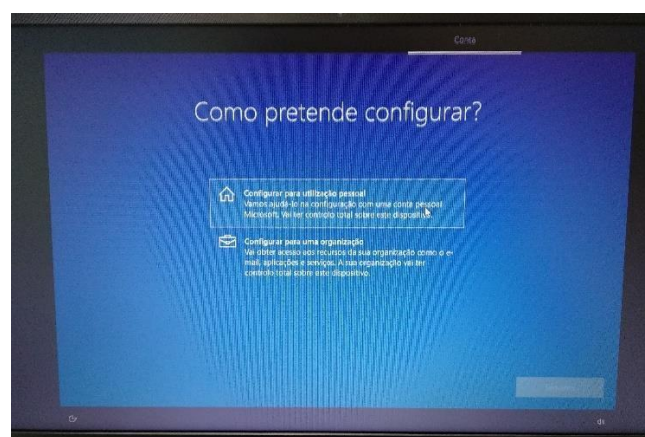 Conta
Como pretende configurar?
Configurar para utilização pessoal
Vamos ajudá-lo na configuração com uma conta pessoal
Microsoft. Vai ter controlo total sobre este dispositivo.
Configurar para uma organização
Vai obter acesso aos recursos da sua organização como o e-
mail, aplicações e serviços. A sua organização vai ter
controlo total sobre este dispositivo.